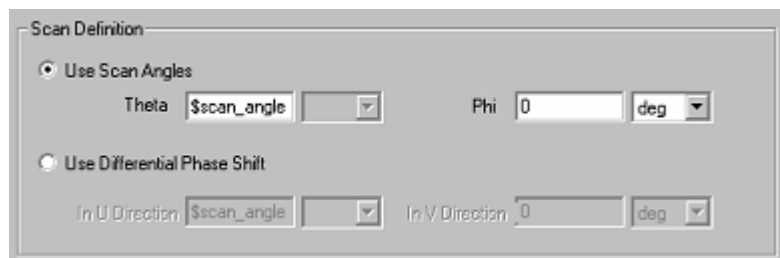 Scan Definition
Use Scan Angles
Theta $scan_angle Phi 0 deg
Use Differential Phase Shift
In U Direction $scan_angle In V Direction 0 deg